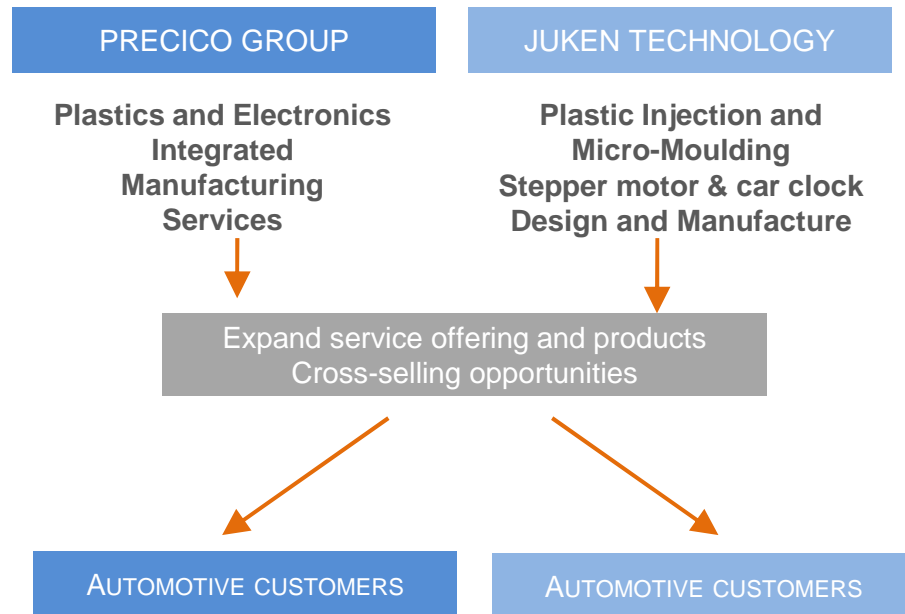 PRECICO GROUP
JUKEN TECHNOLOGY
Plastics and Electronics
Integrated
Manufacturing
Services
Plastic Injection and
Micro-Moulding
Stepper motor & car clock
Design and Manufacture
Expand service offering and products
Cross-selling opportunities
AUTOMOTIVE CUSTOMERS
AUTOMOTIVE CUSTOMERS